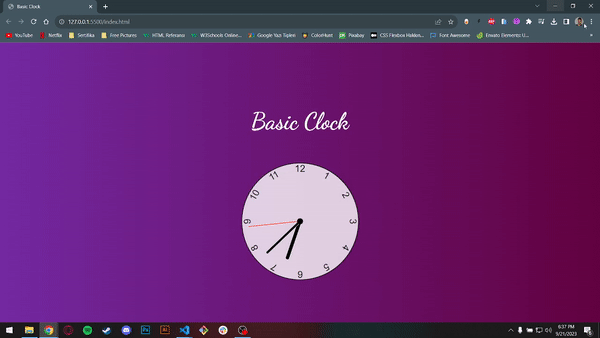 Basic Clock
127.0.0.1:5500/index.html
YouTube
Netflix
Sertifika
Free Pictures
HTML Referansı
W3Schools Online...
Google Yazı Tipleri
ColorHunt
Pixabay
CSS Flexbox Hakkın...
Font Awesome
Envato Elements: U...
Basic Clock
12
1
2
3
4
5
6
7
8
9
10
11
6:37 PM
9/21/2023